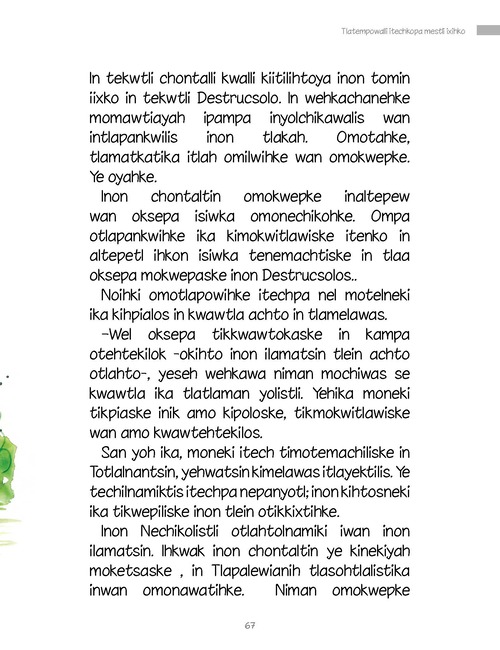 Tlatempowalli itechkopa mestli ixihko
In tekwtli chontalli kwalli kiitilihtoya inon tomin
iixko in tekwtli Destrucsolo. In wehkachanehke
momawtiayah ipampa inyolchikawalis wan
intlapankwilis inon tlakah. Omotahke,
tlamatkatika itlah omilwihke wan omokwepke.
Ye oyahke.
Inon chontaltin omokwepke inaltepew
wan oksepa isiwka omonechikohke. Ompa
otlapankwihke ika kimokwitlawiske itenko in
altepetl ihkon isiwka tenemachtiske in tlaa
oksepa mokwepaske inon Destrucsolos..
Noihki omotlapowihke itechpa nel motelneki
ika kihpialos in kwawtla achto in tlamelawas.
–Wel oksepa tikkwawtokaske in kampa
otehtekilok -okihto inon ilamatsin tlein achto
otlahto-, yeseh wehkawa niman mochiwas se
kwawtla ika tlatlaman yolistli. Yehika moneki
tikpiaske inik amo kipoloske, tikmokwitlawiske
wan amo kwawtehtekilos.
San yoh ika, moneki itech timotemachiliske in
Totlalnantsin, yehwatsin kimelawas itlayektilis. Ye
techilnamiktis itechpa nepanyotl; inon kihtosneki
ika tikwepiliske inon tlein otikkixtihke.
Inon Nechikolistli otlahtolnamiki iwan inon
ilamatsin. Ihkwak inon chontaltin ye kinekiyah
moketsaske , in Tlapalewianih tlasohtlalistika
inwan omonawatihke. Niman omokwepke
67